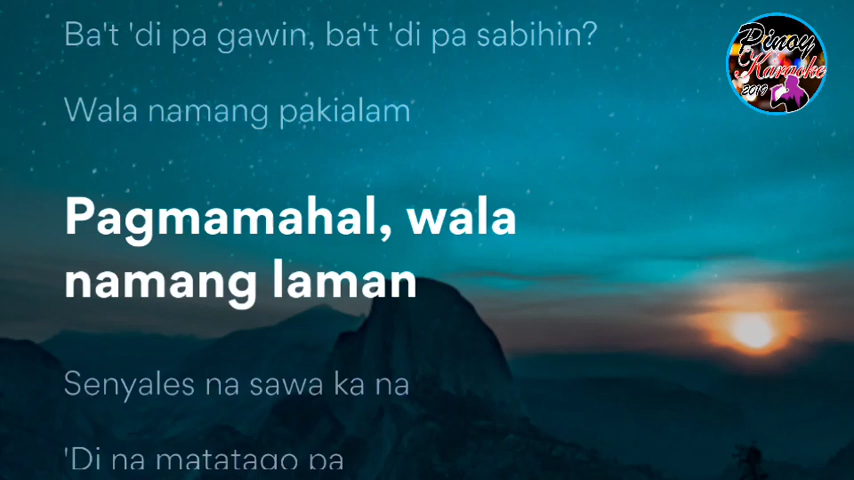 Ba't 'di pa gawin, ba't 'di pa sabihin?
Pinoy
Karaoke
2019
Wala namang pakialam
Pagmamahal, wala
namang laman
Senyales na sawa ka na
'Di na matatago pa